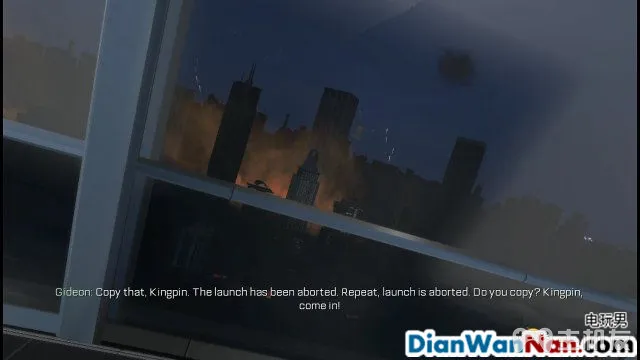 Gideon: Copy that, Kingpin. The launch has been aborted. Repeat, launch is aborted. Do you copy? Kingpin,
come in!
电玩男
DianWanNan.com